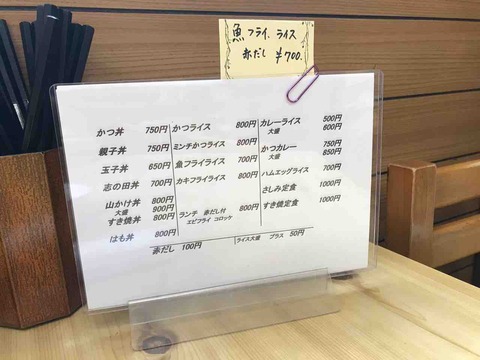 魚フライ、ライス
赤だし ¥700.
かつ丼 750円
親子丼 750円
玉子丼 650円
志の田丼 700円
山かけ丼 800円
大盛 900円
すき焼丼 800円
はも丼 800円
かつライス 800円
ミンチかつライス 800円
魚フライライス 700円
カキフライライス 800円
ランチ 赤だし付 800円
エビフライ コロッケ
カレーライス 500円
大盛 600円
かつカレー 750円
大盛 850円
ハムエッグライス 700円
さしみ定食 1000円
すき焼定食 1000円
赤だし 100円
ライス大盛 プラス 50円